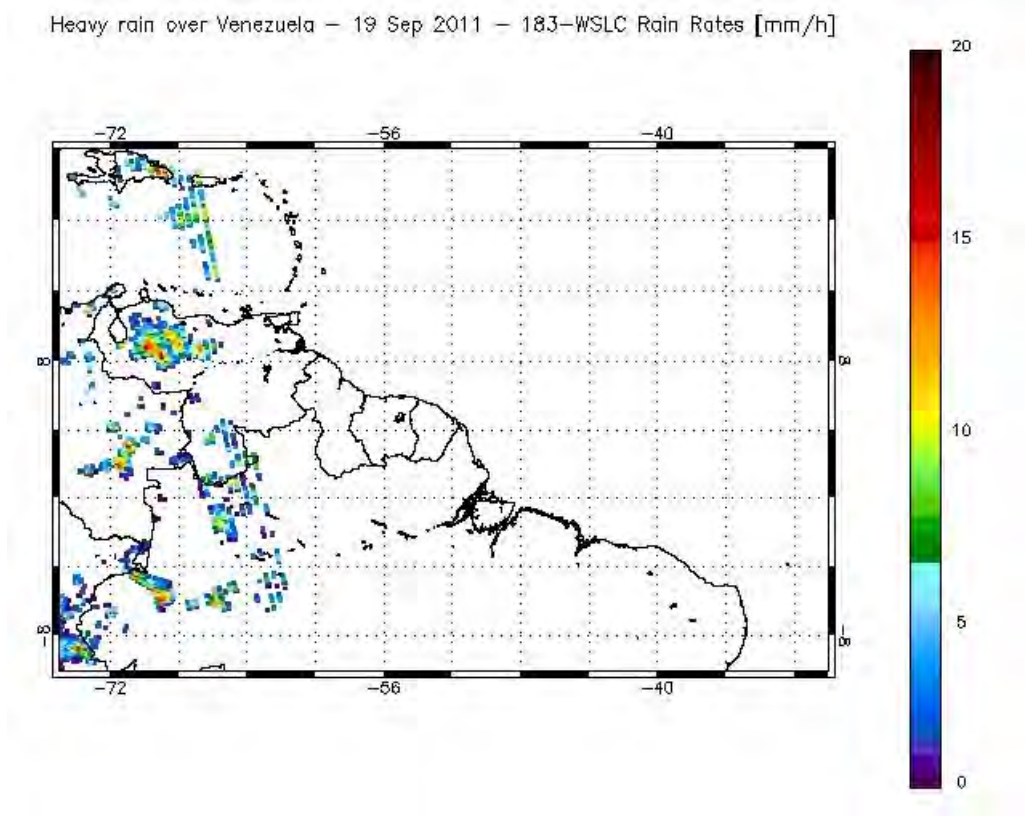 Heavy rain over Venezuela – 19 Sep 2011 – 183-WSLC Rain Rates [mm/h]
20
-72 -56 -40
15
8 8
10
5
-8 -8
-72 -56 -40
0